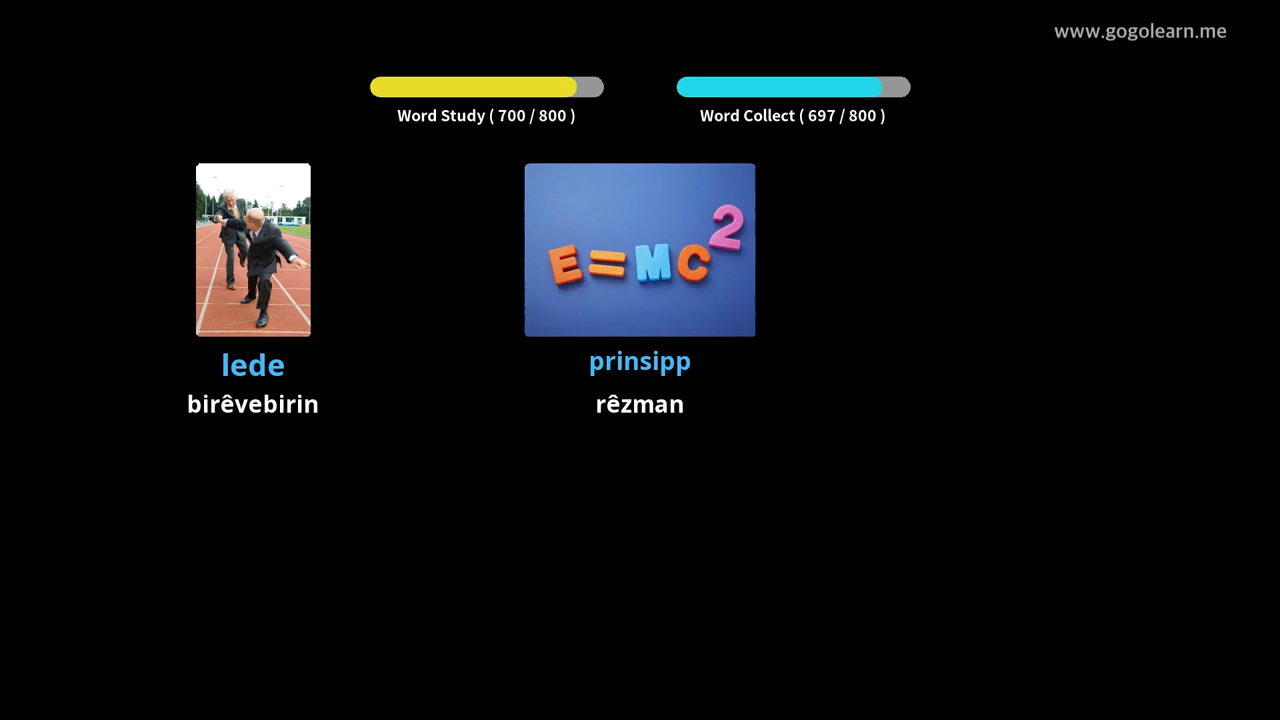 www.gogolearn.me
Word Study ( 700 / 800 )
Word Collect ( 697 / 800 )
E=MC2
lede
birêvebirin
prinsipp
rêzman